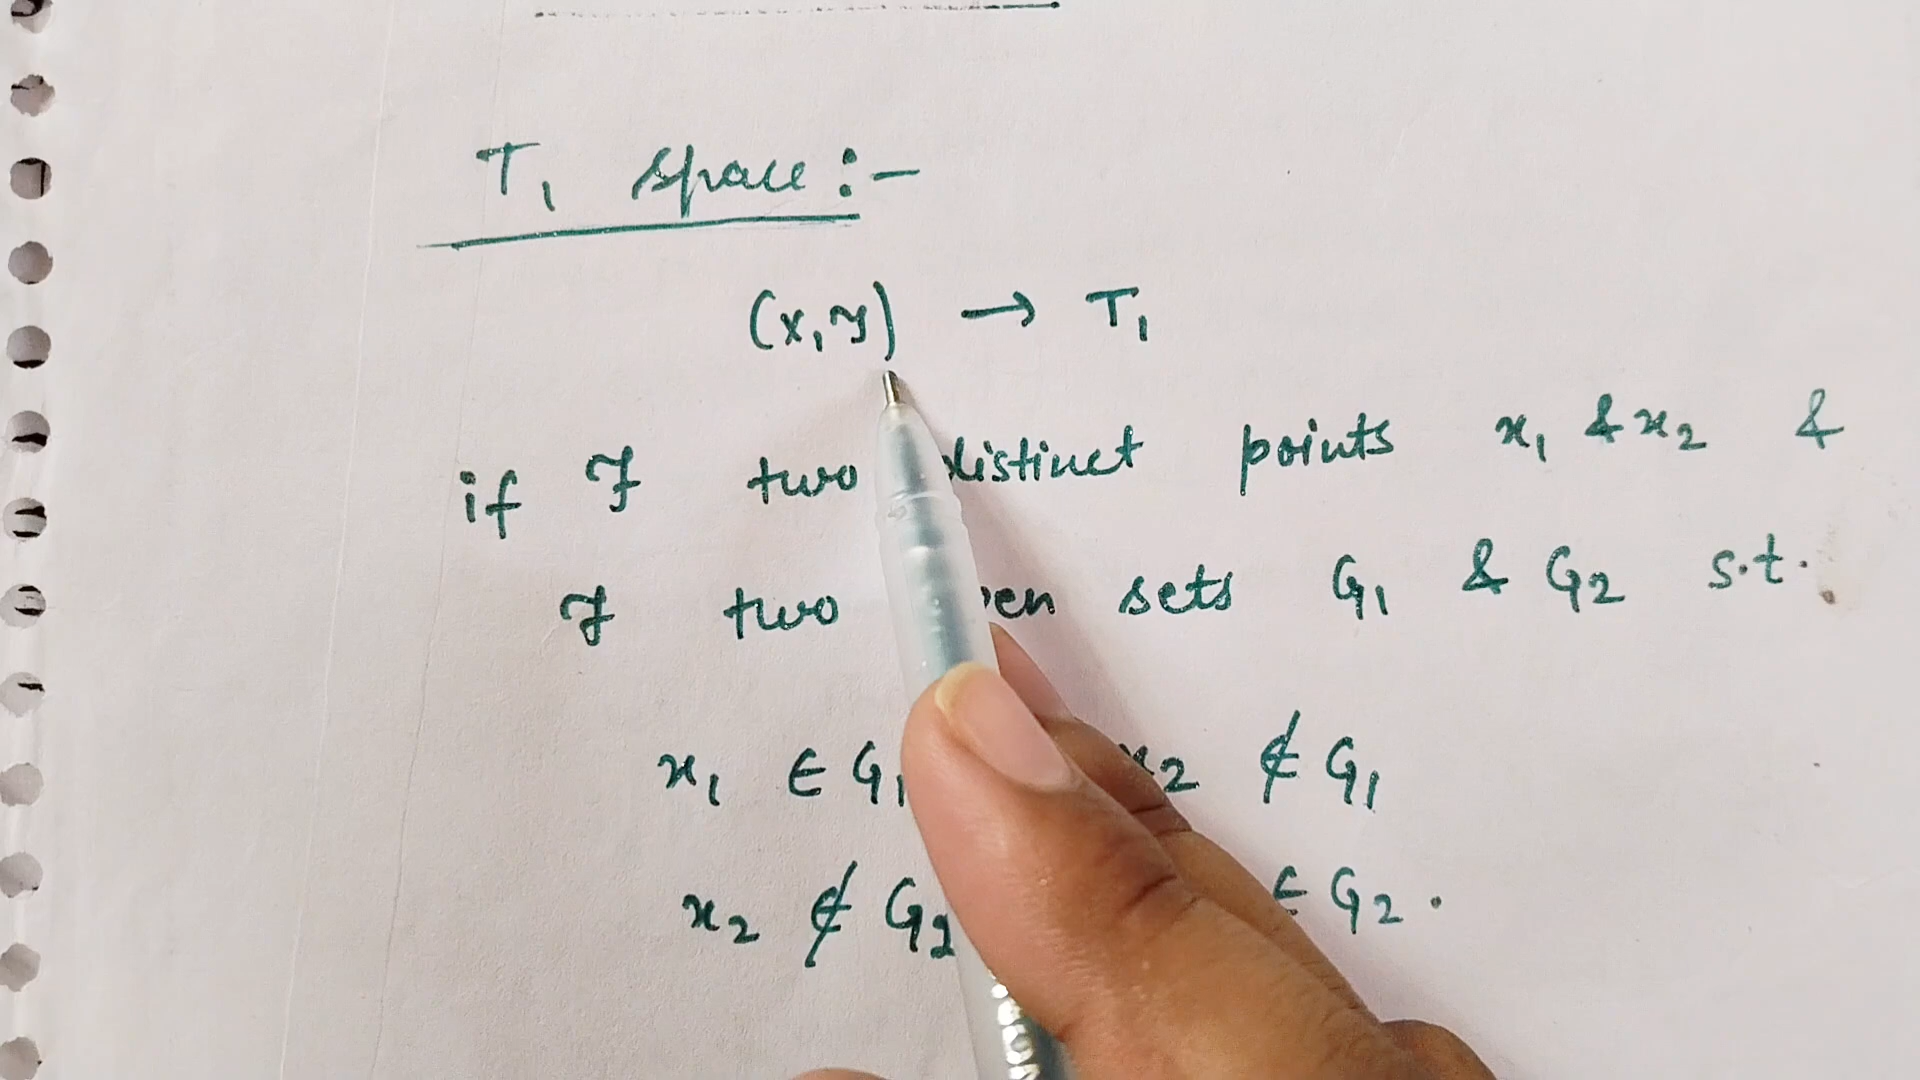 T₁ space :-
(X, ℑ) → T₁
if ∃ two distinct points x₁ & x₂ &
∃ two sets G₁ & G₂ s.t.
x₁ ∈ G₁ x₂ ∉ G₁
x₂ ∉ G₂ ∈ G₂ .